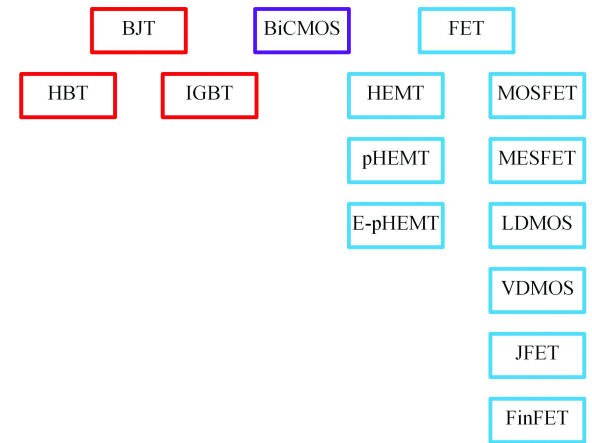 BJT
BiCMOS
FET
HBT
IGBT
HEMT
MOSFET
pHEMT
MESFET
E-pHEMT
LDMOS
VDMOS
JFET
FinFET